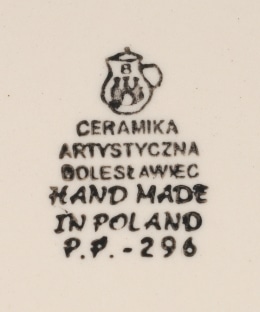 B
CERAMIKA
ARTYSTYCZNA
BOLESŁAWIEC
HAND MADE
IN POLAND
P.P.-296